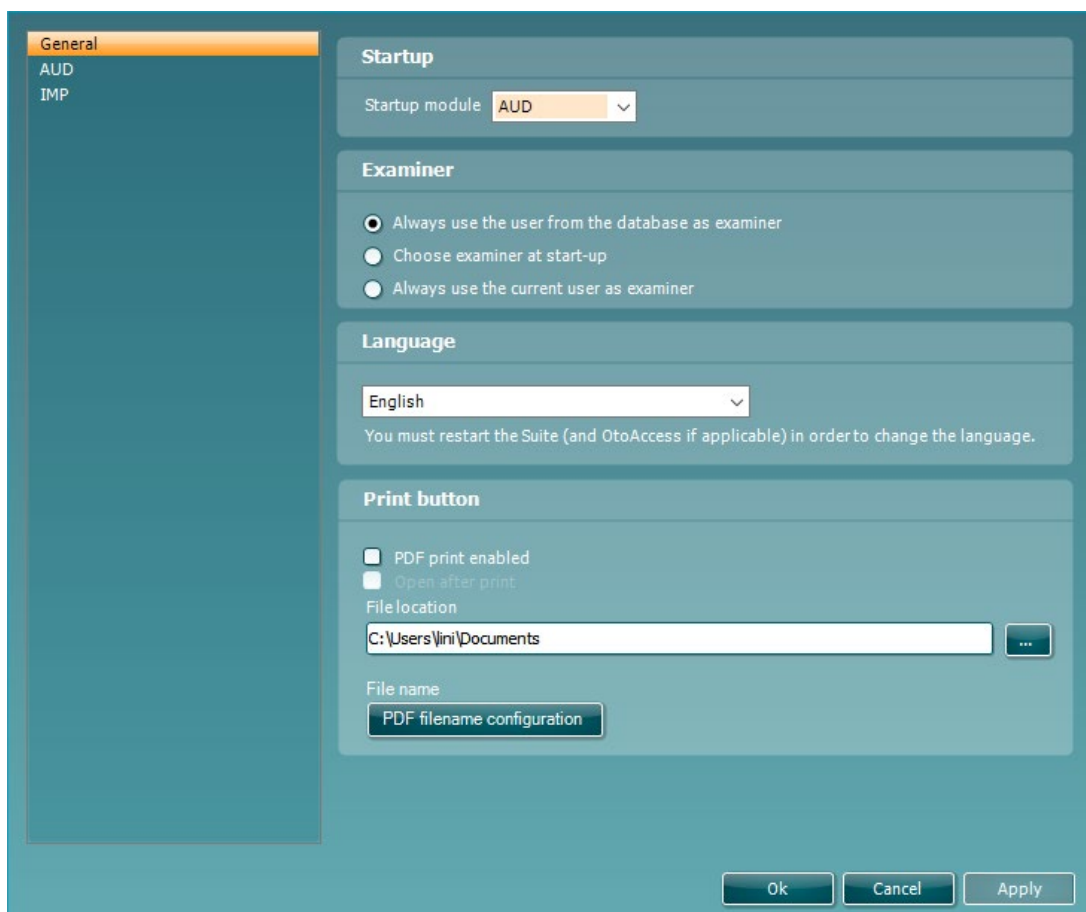 General
AUD
IMP
Startup
Startup module AUD
Examiner
Always use the user from the database as examiner
Choose examiner at start-up
Always use the current user as examiner
Language
English
You must restart the Suite (and OtoAccess if applicable) in order to change the language.
Print button
PDF print enabled
Open after print
File location
C:\Users\lini\Documents
...
File name
PDF filename configuration
Ok Cancel Apply